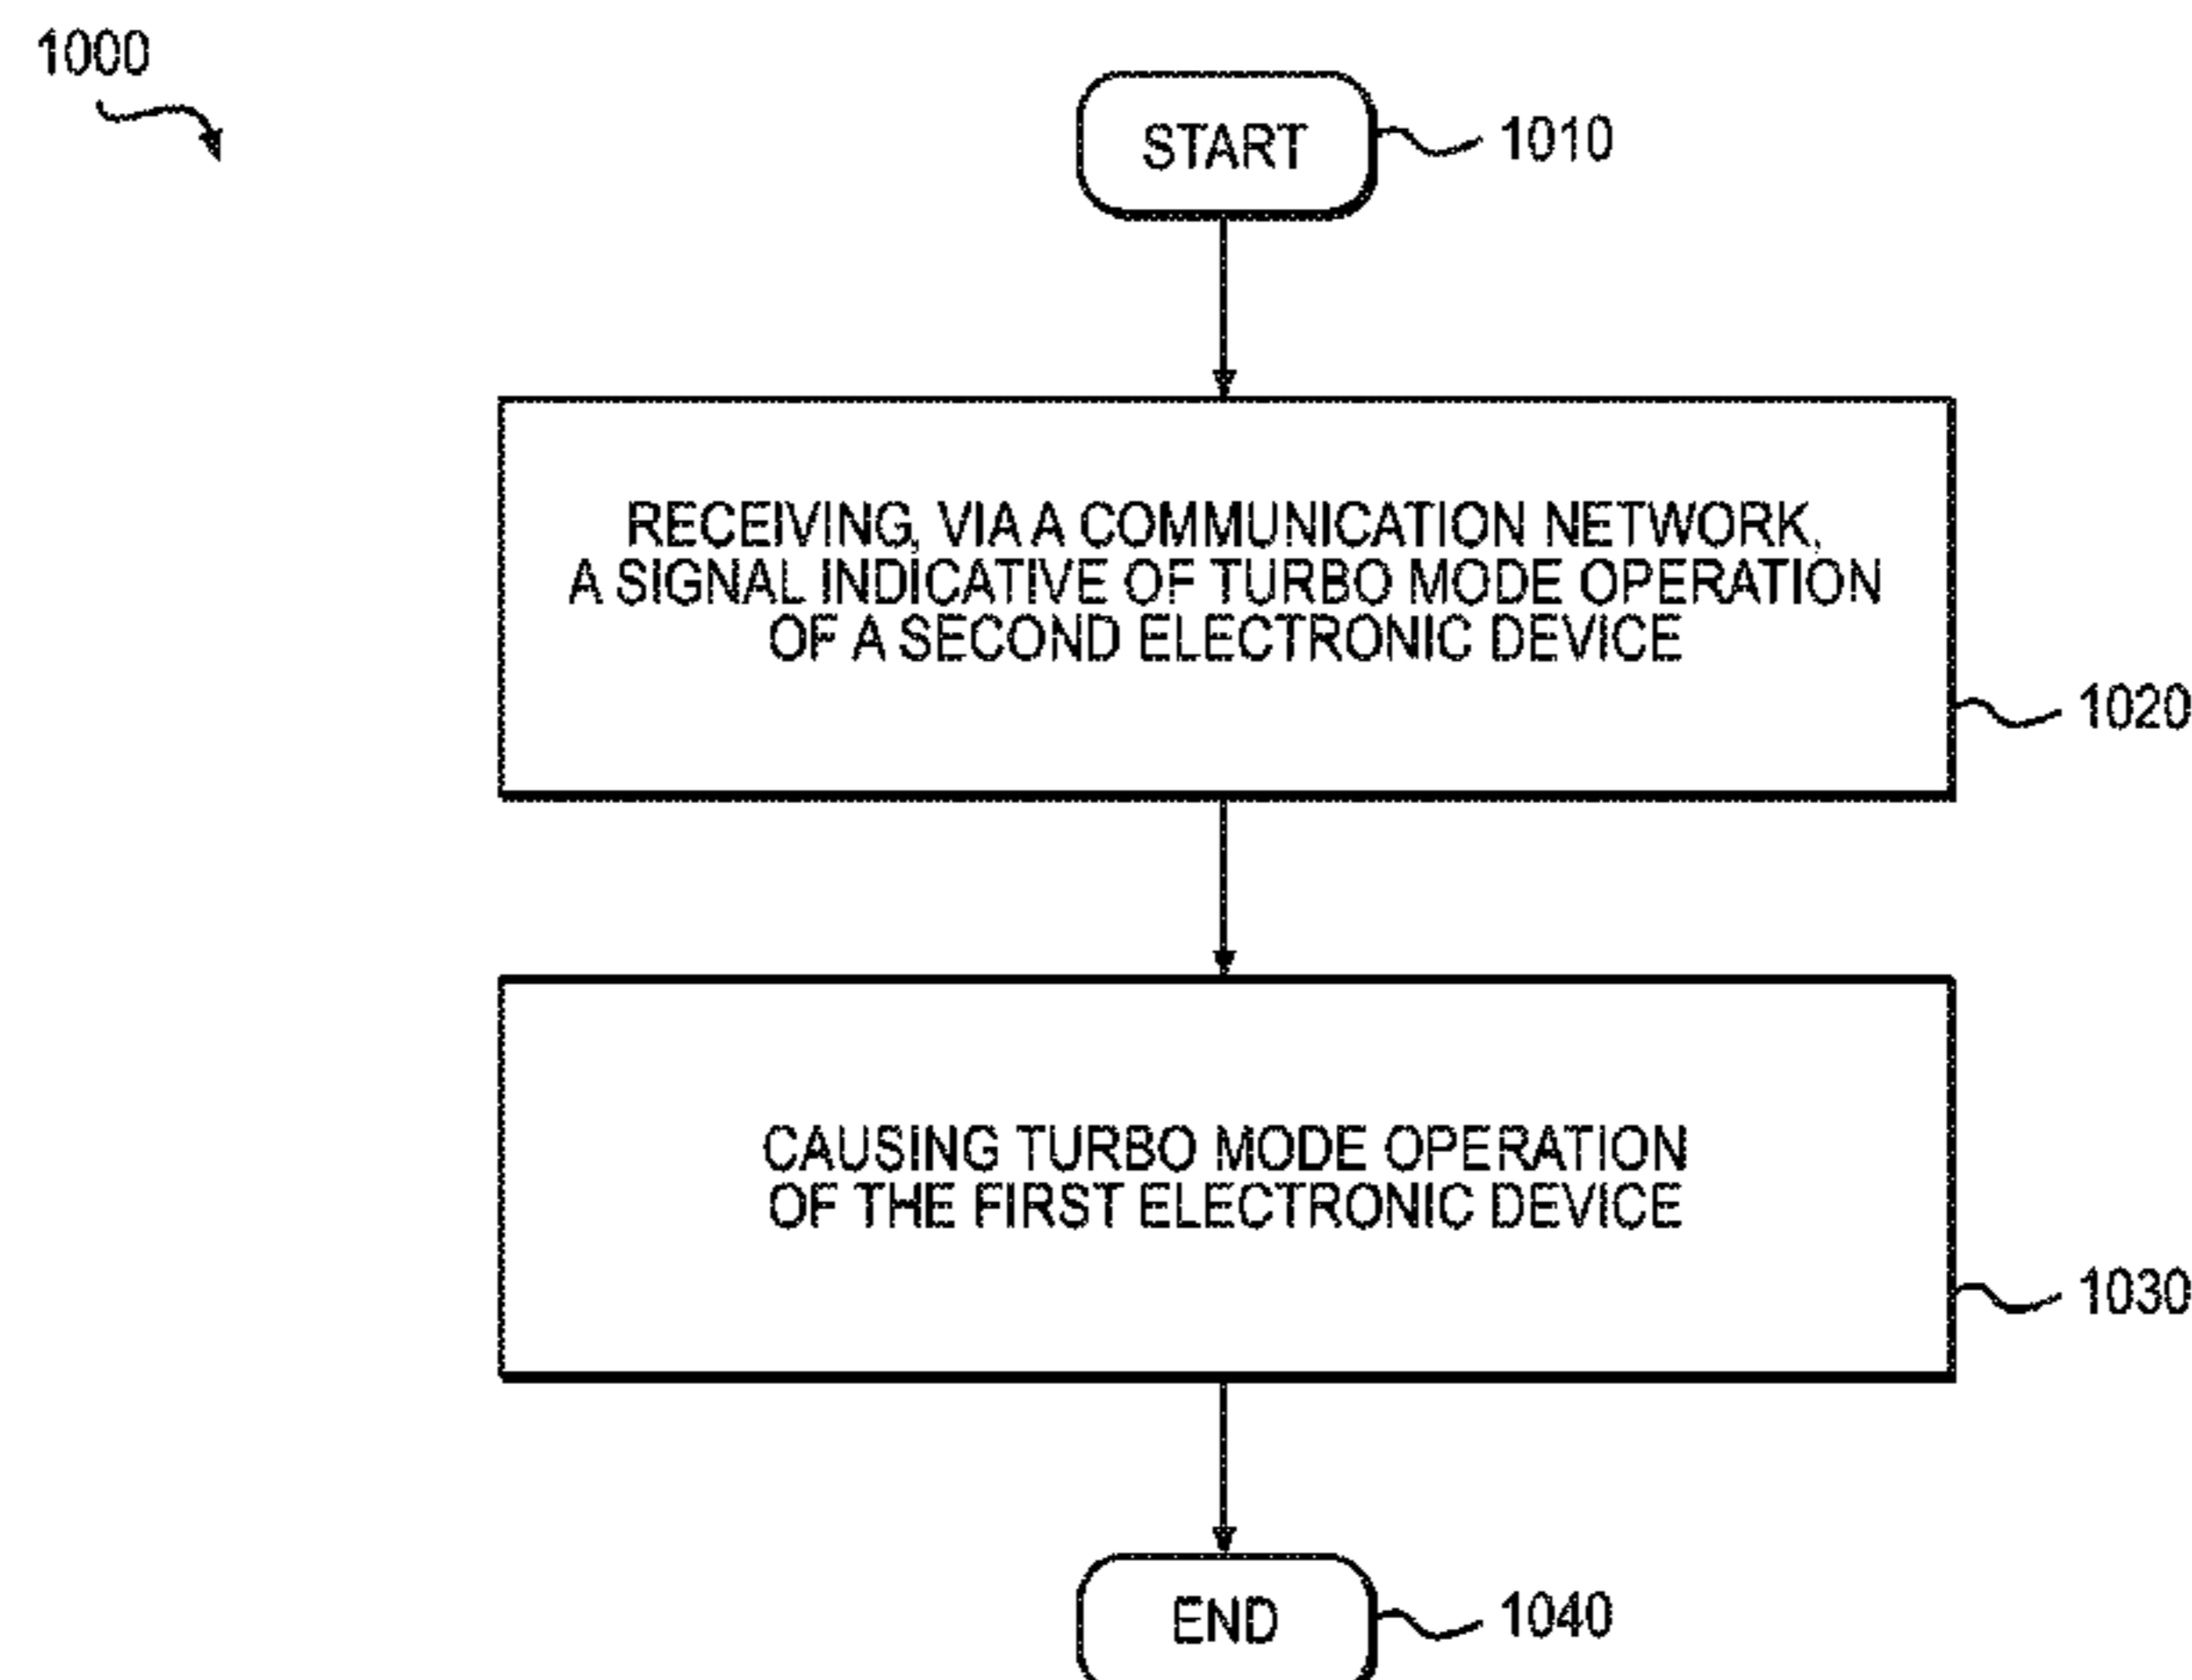 1000
START
1010
RECEIVING, VIA A COMMUNICATION NETWORK,
A SIGNAL INDICATIVE OF TURBO MODE OPERATION
OF A SECOND ELECTRONIC DEVICE
1020
CAUSING TURBO MODE OPERATION
OF THE FIRST ELECTRONIC DEVICE
1030
END
1040